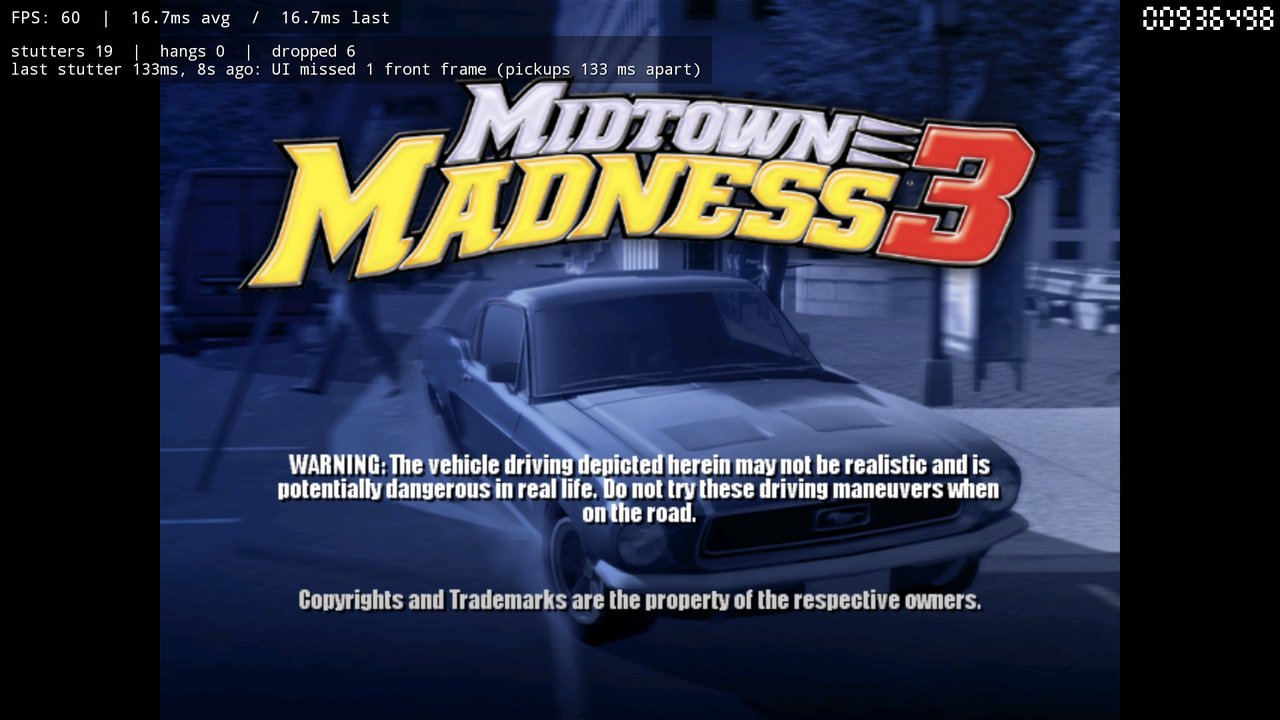 FPS: 60 | 16.7ms avg / 16.7ms last
00936498
stutters 19 | hangs 0 | dropped 6
last stutter 133ms, 8s ago: UI missed 1 front frame (pickups 133 ms apart)
MIDTOWN
MADNESS 3
WARNING: The vehicle driving depicted herein may not be realistic and is
potentially dangerous in real life. Do not try these driving maneuvers when
on the road.
Copyrights and Trademarks are the property of the respective owners.